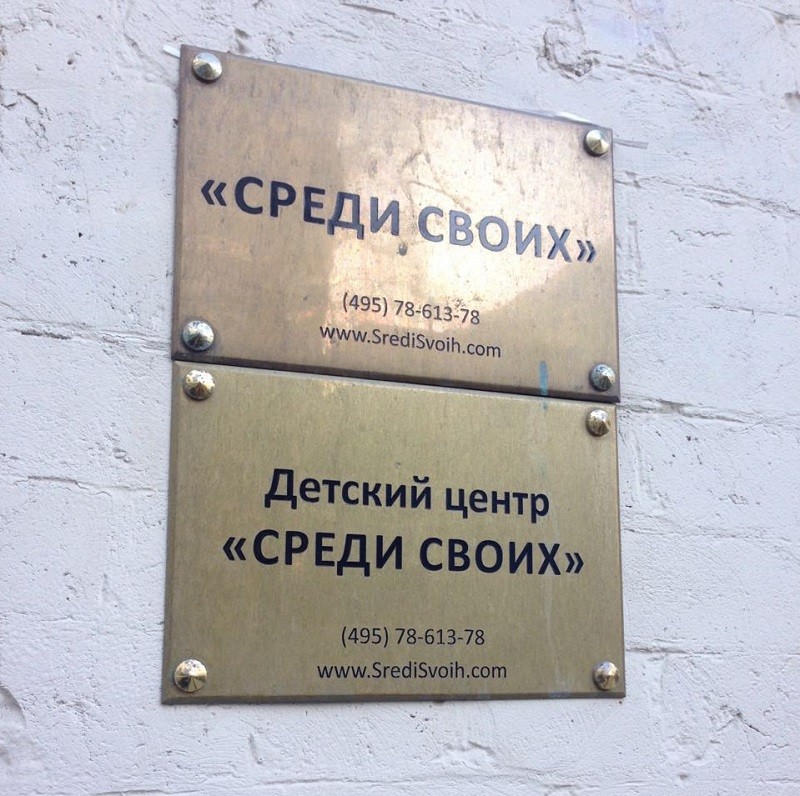 «СРЕДИ СВОИХ»
(495) 78-613-78
www.SrediSvoih.com
Детский центр
«СРЕДИ СВОИХ»
(495) 78-613-78
www.SrediSvoih.com